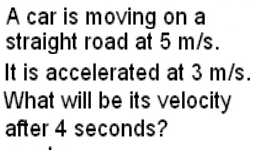 A car is moving on a
straight road at 5 m/s.
It is accelerated at 3 m/s.
What will be its velocity
after 4 seconds?